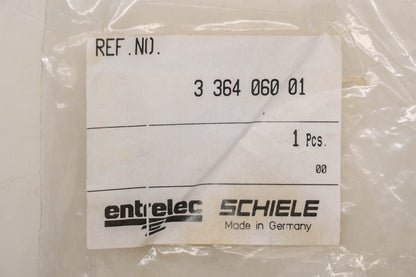 REF.NO.
3 364 060 01
1 Pcs.
00
entrelec SCHIELE
Made in Germany